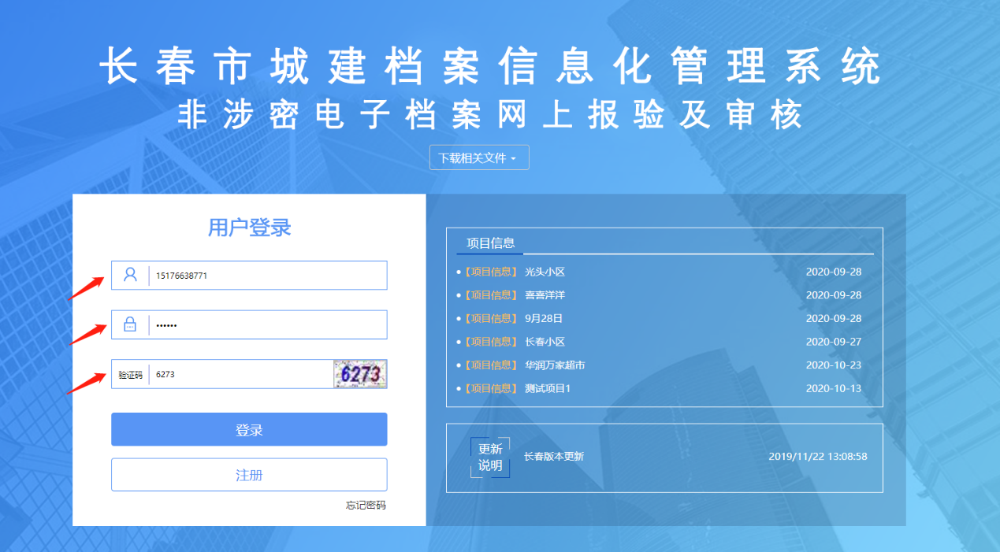 长春市城建档案信息化管理系统
非涉密电子档案网上报验及审核
下载相关文件
用户登录
15176638771
••••••
验证码 6273 6273
登录
注册
忘记密码
项目信息
【项目信息】 光头小区 2020-09-28
【项目信息】 喜喜洋洋 2020-09-28
【项目信息】 9月28日 2020-09-28
【项目信息】 长春小区 2020-09-27
【项目信息】 华润万家超市 2020-10-23
【项目信息】 测试项目1 2020-10-13
更新
说明
长春版本更新 2019/11/22 13:08:58